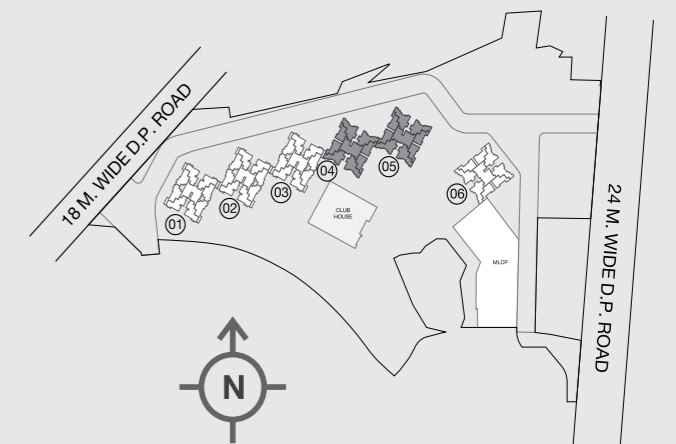 18 M. WIDE D.P. ROAD
24 M. WIDE D.P. ROAD
01
02
03
04
05
06
CLUB
HOUSE
MLCP
N